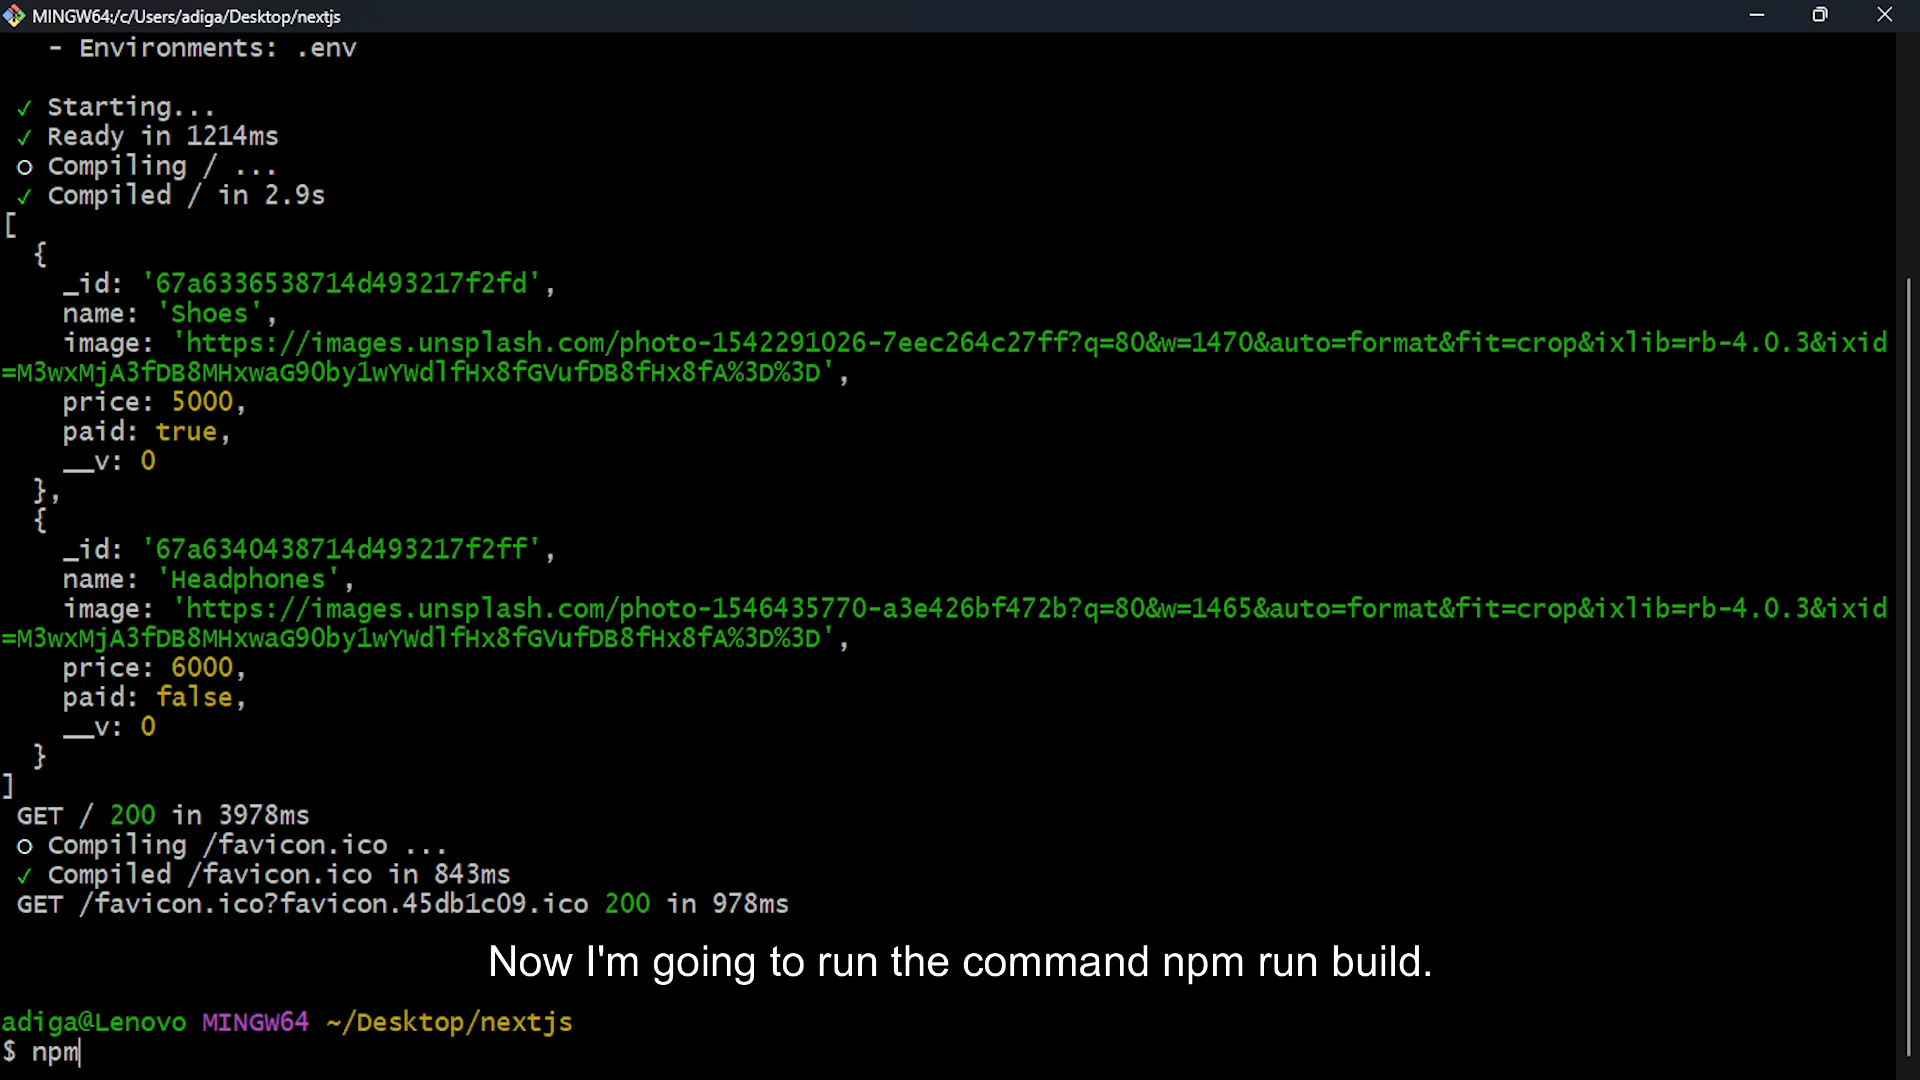 MINGW64:/c/Users/adiga/Desktop/nextjs
- Environments: .env
✓ Starting...
✓ Ready in 1214ms
○ Compiling / ...
✓ Compiled / in 2.9s
[
{
_id: '67a6336538714d493217f2fd',
name: 'Shoes',
image: 'https://images.unsplash.com/photo-1542291026-7eec264c27ff?q=80&w=1470&auto=format&fit=crop&ixlib=rb-4.0.3&ixid
=M3wxMjA3fDB8MHxwaG90by1wYWdlfHx8fGVufDB8fHx8fA%3D%3D',
price: 5000,
paid: true,
__v: 0
},
{
_id: '67a6340438714d493217f2ff',
name: 'Headphones',
image: 'https://images.unsplash.com/photo-1546435770-a3e426bf472b?q=80&w=1465&auto=format&fit=crop&ixlib=rb-4.0.3&ixid
=M3wxMjA3fDB8MHxwaG90by1wYWdlfHx8fGVufDB8fHx8fA%3D%3D',
price: 6000,
paid: false,
__v: 0
}
]
GET / 200 in 3978ms
○ Compiling /favicon.ico ...
✓ Compiled /favicon.ico in 843ms
GET /favicon.ico?favicon.45db1c09.ico 200 in 978ms
Now I'm going to run the command npm run build.
adiga@Lenovo MINGW64 ~/Desktop/nextjs
$ npm